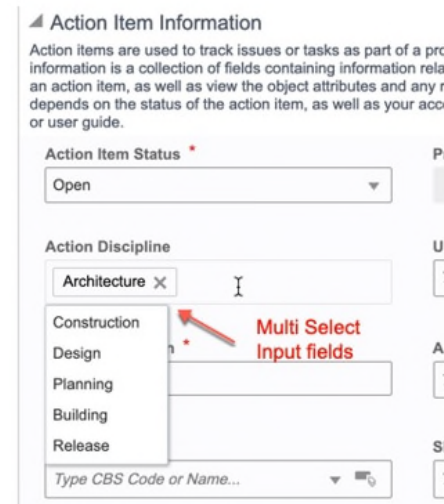 Action Item Information
Action items are used to track issues or tasks as part of a
information is a collection of fields containing information
an action item, as well as view the object attributes and any
depends on the status of the action item, as well as your
or user guide.
Action Item Status *
Open
Action Discipline
Architecture ×
Construction
Design
*
Planning
Building
Release
Multi Select
Input fields
Type CBS Code or Name...